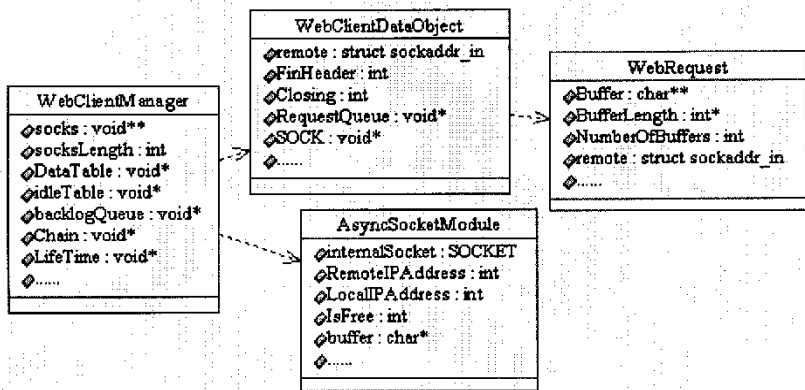 WebClientManager
socks : void**
socksLength : int
DataTable : void*
idleTable : void*
backlogQueue : void*
Chain : void*
LifeTime : void*
......
WebClientDataObject
remote : struct sockaddr_in
FinHeader : int
Closing : int
RequestQueue : void*
SOCK : void*
......
AsyncSocketModule
internalSocket : SOCKET
RemoteIPAddress : int
LocalIPAddress : int
IsFree : int
buffer : char*
......
WebRequest
Buffer : char**
BufferLength : int*
NumberOfBuffers : int
remote : struct sockaddr_in
......